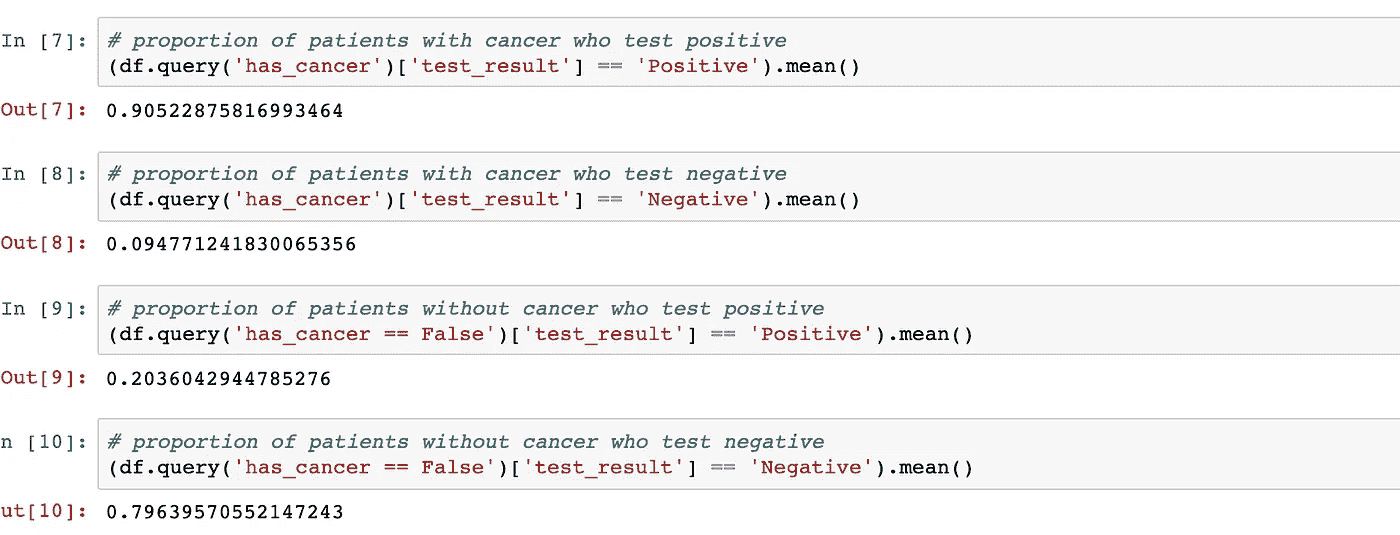 In [7]: # proportion of patients with cancer who test positive
(df.query('has_cancer')['test_result'] == 'Positive').mean()
Out[7]: 0.90522875816993464
In [8]: # proportion of patients with cancer who test negative
(df.query('has_cancer')['test_result'] == 'Negative').mean()
Out[8]: 0.094771241830065356
In [9]: # proportion of patients without cancer who test positive
(df.query('has_cancer == False')['test_result'] == 'Positive').mean()
Out[9]: 0.2036042944785276
n [10]: # proportion of patients without cancer who test negative
(df.query('has_cancer == False')['test_result'] == 'Negative').mean()
ut[10]: 0.79639570552147243